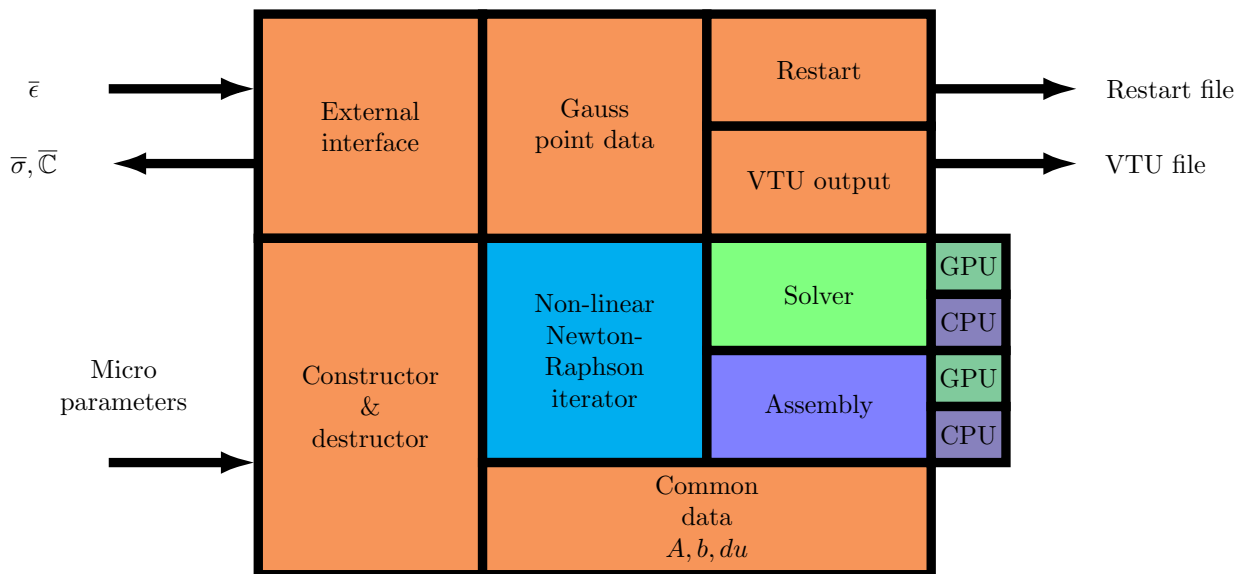 ϵ̅
σ̅, ℂ̅
Micro
parameters
External
interface
Gauss
point data
Restart
VTU output
Restart file
VTU file
Constructor
&
destructor
Non-linear
Newton-
Raphson
iterator
Solver
Assembly
GPU
CPU
GPU
CPU
Common
data
A, b, du